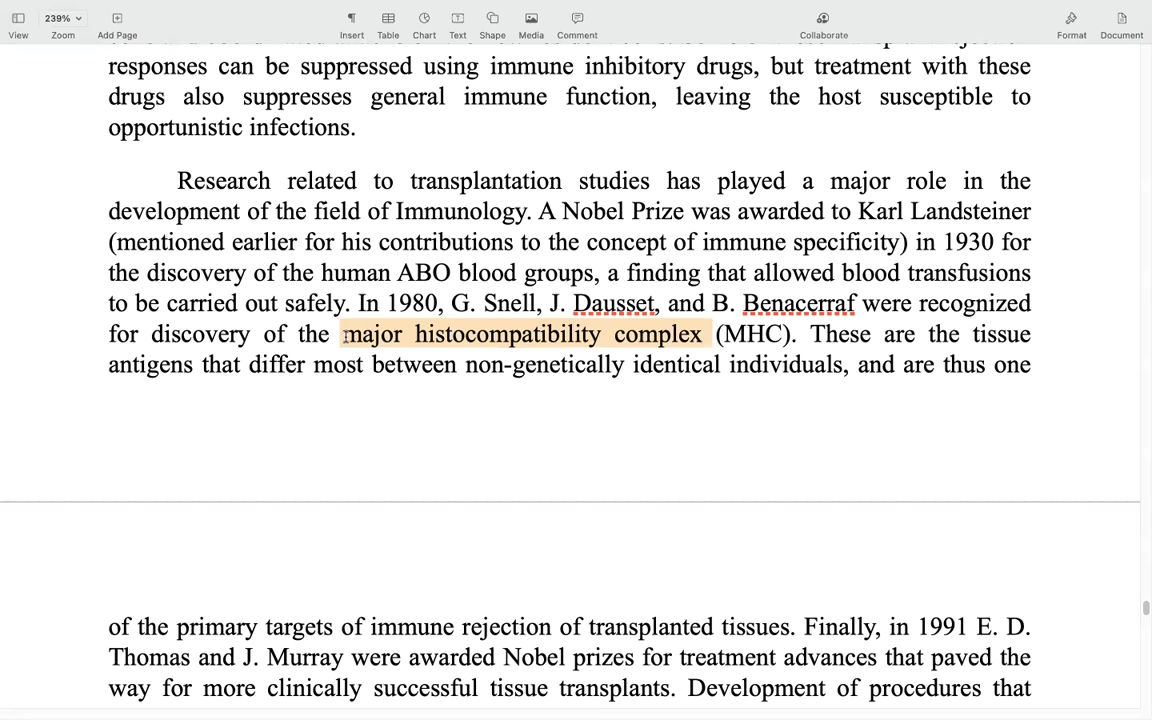 239%
View
Zoom
Add Page
Insert
Table
Chart
Text
Shape
Media
Comment
Collaborate
Format
Document
responses can be suppressed using immune inhibitory drugs, but treatment with these
drugs also suppresses general immune function, leaving the host susceptible to
opportunistic infections.
Research related to transplantation studies has played a major role in the
development of the field of Immunology. A Nobel Prize was awarded to Karl Landsteiner
(mentioned earlier for his contributions to the concept of immune specificity) in 1930 for
the discovery of the human ABO blood groups, a finding that allowed blood transfusions
to be carried out safely. In 1980, G. Snell, J. Dausset, and B. Benacerraf were recognized
for discovery of the major histocompatibility complex (MHC). These are the tissue
antigens that differ most between non-genetically identical individuals, and are thus one
of the primary targets of immune rejection of transplanted tissues. Finally, in 1991 E. D.
Thomas and J. Murray were awarded Nobel prizes for treatment advances that paved the
way for more clinically successful tissue transplants. Development of procedures that